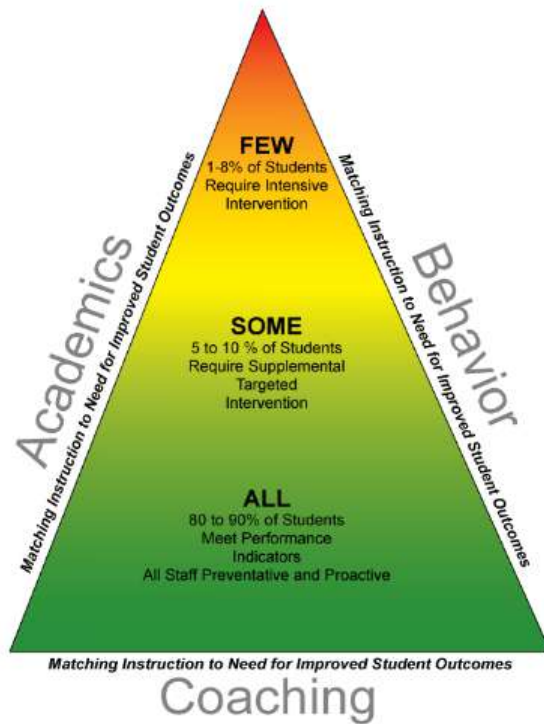 FEW
1-8% of Students
Require Intensive
Intervention
SOME
5 to 10 % of Students
Require Supplemental
Targeted
Intervention
ALL
80 to 90% of Students
Meet Performance
Indicators
All Staff Preventative and Proactive
Academics
Matching Instruction to Need for Improved Student Outcomes
Behavior
Matching Instruction to Need for Improved Student Outcomes
Matching Instruction to Need for Improved Student Outcomes
Coaching